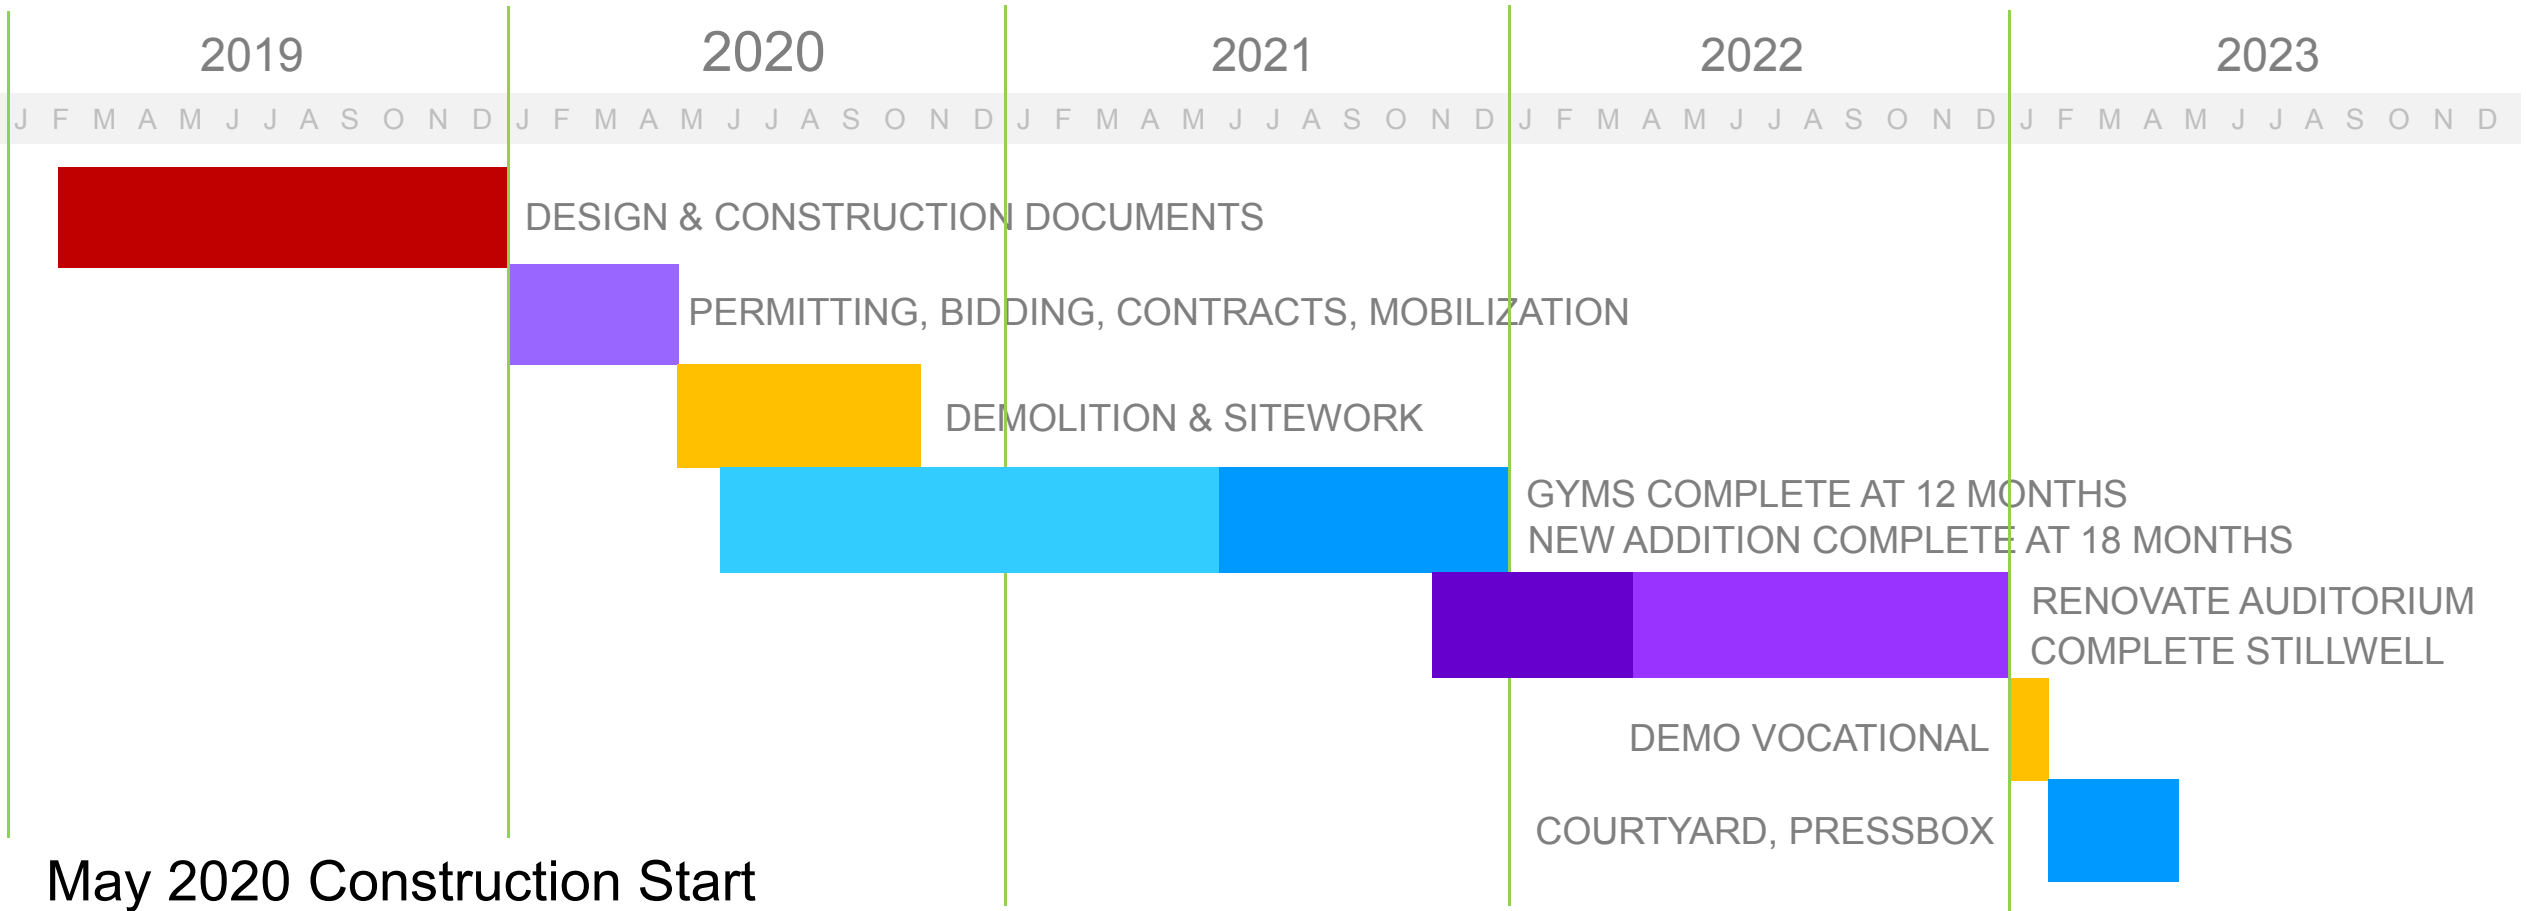 2019 2020 2021 2022 2023
J F M A M J J A S O N D J F M A M J J A S O N D J F M A M J J A S O N D J F M A M J J A S O N D J F M A M J J A S O N D
DESIGN & CONSTRUCTION DOCUMENTS
PERMITTING, BIDDING, CONTRACTS, MOBILIZATION
DEMOLITION & SITEWORK
GYMS COMPLETE AT 12 MONTHS
NEW ADDITION COMPLETE AT 18 MONTHS
RENOVATE AUDITORIUM
COMPLETE STILLWELL
DEMO VOCATIONAL
COURTYARD, PRESSBOX
May 2020 Construction Start